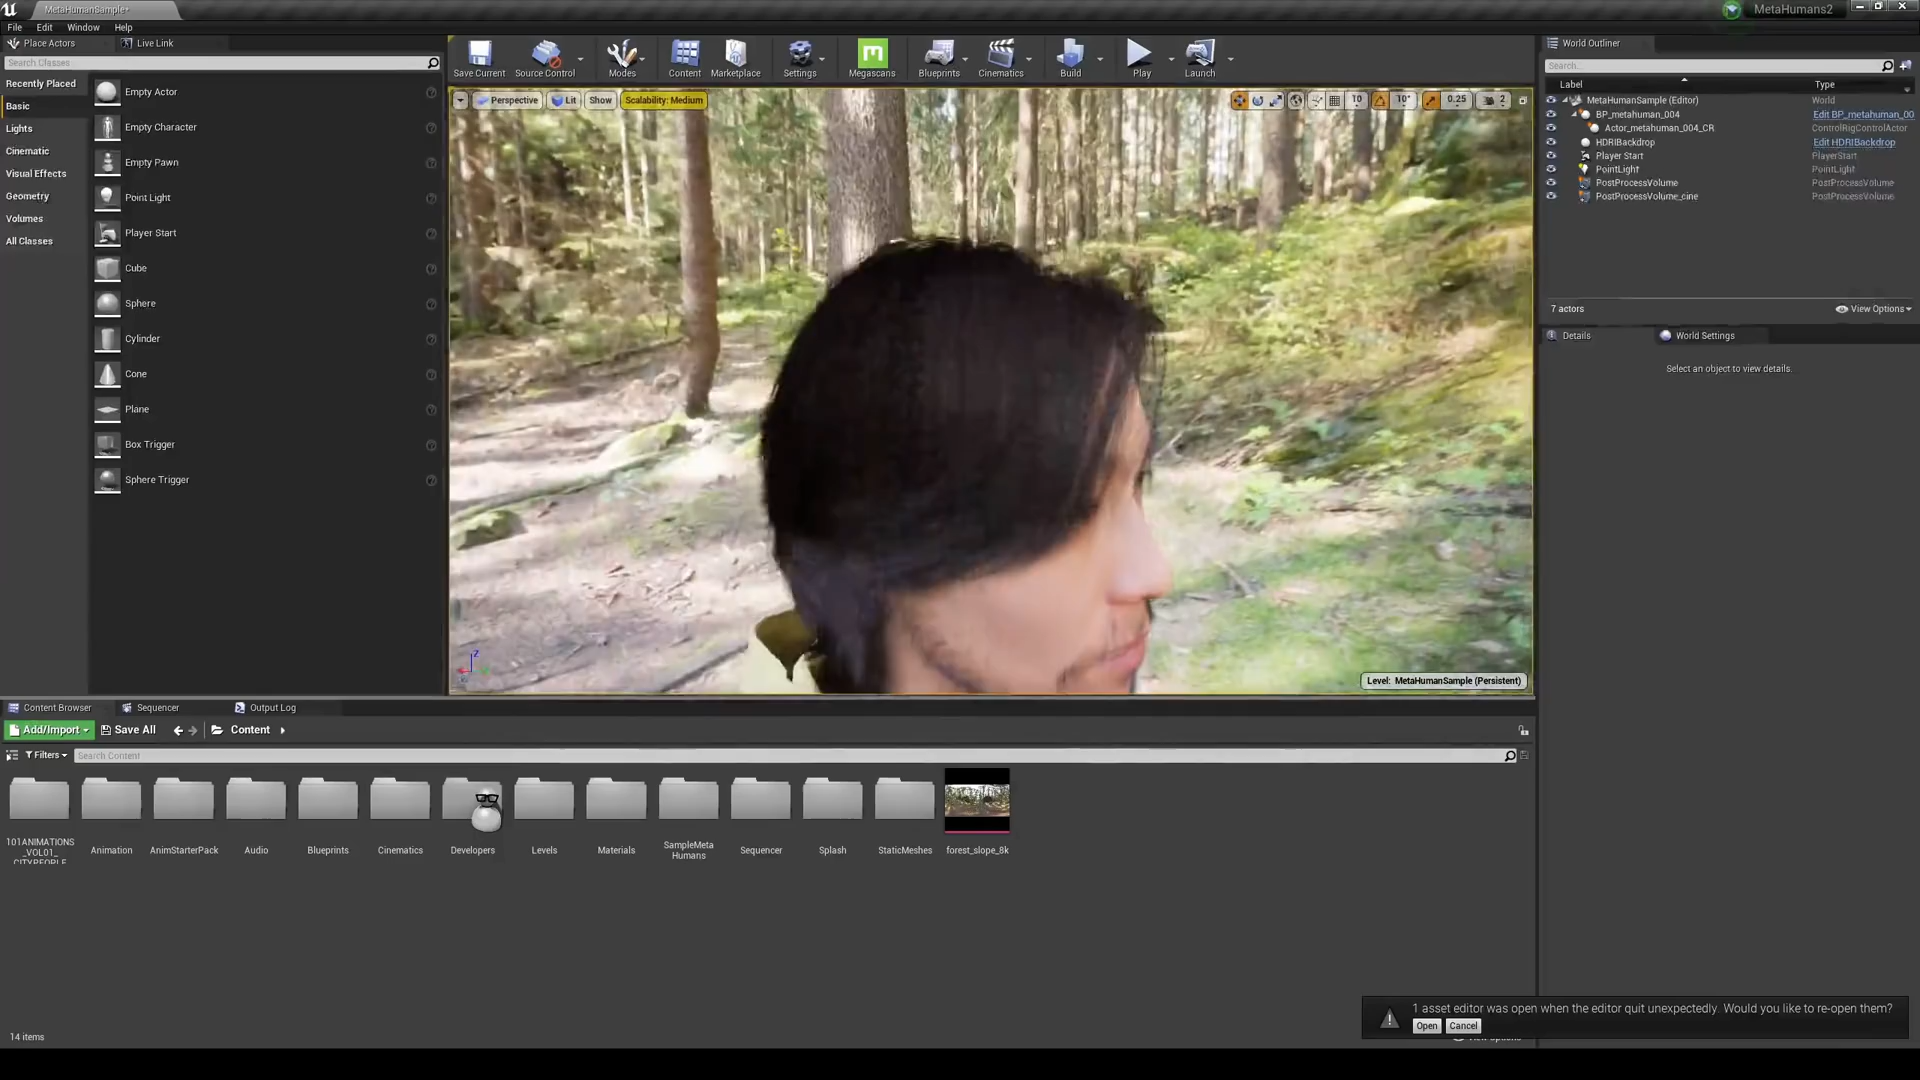 MetaHumanSample*
MetaHumans2
File Edit Window Help
Place Actors Live Link
Search Classes
Recently Placed
Basic
Lights
Cinematic
Visual Effects
Geometry
Volumes
All Classes
Empty Actor
Empty Character
Empty Pawn
Point Light
Player Start
Cube
Sphere
Cylinder
Cone
Plane
Box Trigger
Sphere Trigger
Save Current Source Control Modes Content Marketplace Settings Megascans Blueprints Cinematics Build Play Launch
Perspective Lit Show Scalability: Medium 10 10° 0.25 2
Level: MetaHumanSample (Persistent)
World Outliner
Search...
Label Type
MetaHumanSample (Editor) World
BP_metahuman_004 Edit BP_metahuman_00
Actor_metahuman_004_CR ControlRigControlActor
HDRIBackdrop Edit HDRIBackdrop
Player Start PlayerStart
PointLight PointLight
PostProcessVolume PostProcessVolume
PostProcessVolume_cine PostProcessVolume
7 actors View Options
Details World Settings
Select an object to view details.
Content Browser Sequencer Output Log
Add/Import Save All Content
Filters Search Content
101ANIMATIONS
_VOL01_
CITYPEOPLE
Animation
AnimStarterPack
Audio
Blueprints
Cinematics
Developers
Levels
Materials
SampleMeta
Humans
Sequencer
Splash
StaticMeshes
forest_slope_8k
1 asset editor was open when the editor quit unexpectedly. Would you like to re-open them?
Open Cancel
14 items View Options